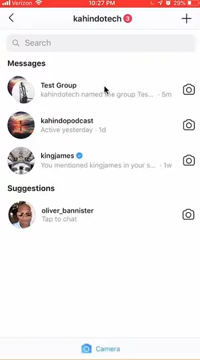 Verizon 10:27 PM
kahindotech 3
Search
Messages
Test Group
kahindotech named the group Tes... · 5m
kahindopodcast
Active yesterday · 1d
kingjames
You mentioned kingjames in your s... · 1w
Suggestions
oliver_bannister
Tap to chat
Camera